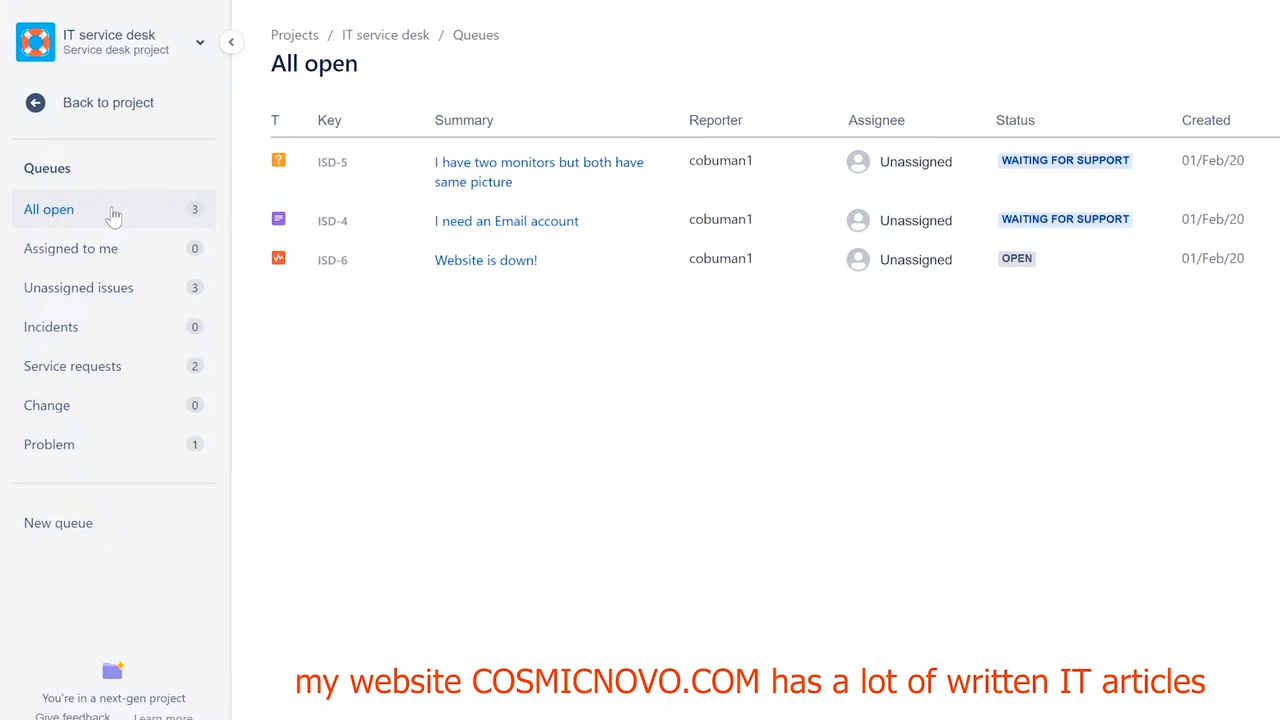 IT service desk
Service desk project
Back to project
Queues
All open 3
Assigned to me 0
Unassigned issues 3
Incidents 0
Service requests 2
Change 0
Problem 1
New queue
You're in a next-gen project
Give feedback Learn more
Projects / IT service desk / Queues
All open
T Key Summary Reporter Assignee Status Created
? ISD-5 I have two monitors but both have cobuman1 Unassigned WAITING FOR SUPPORT 01/Feb/20
same picture
ISD-4 I need an Email account cobuman1 Unassigned WAITING FOR SUPPORT 01/Feb/20
ISD-6 Website is down! cobuman1 Unassigned OPEN 01/Feb/20
my website COSMICNOVO.COM has a lot of written IT articles